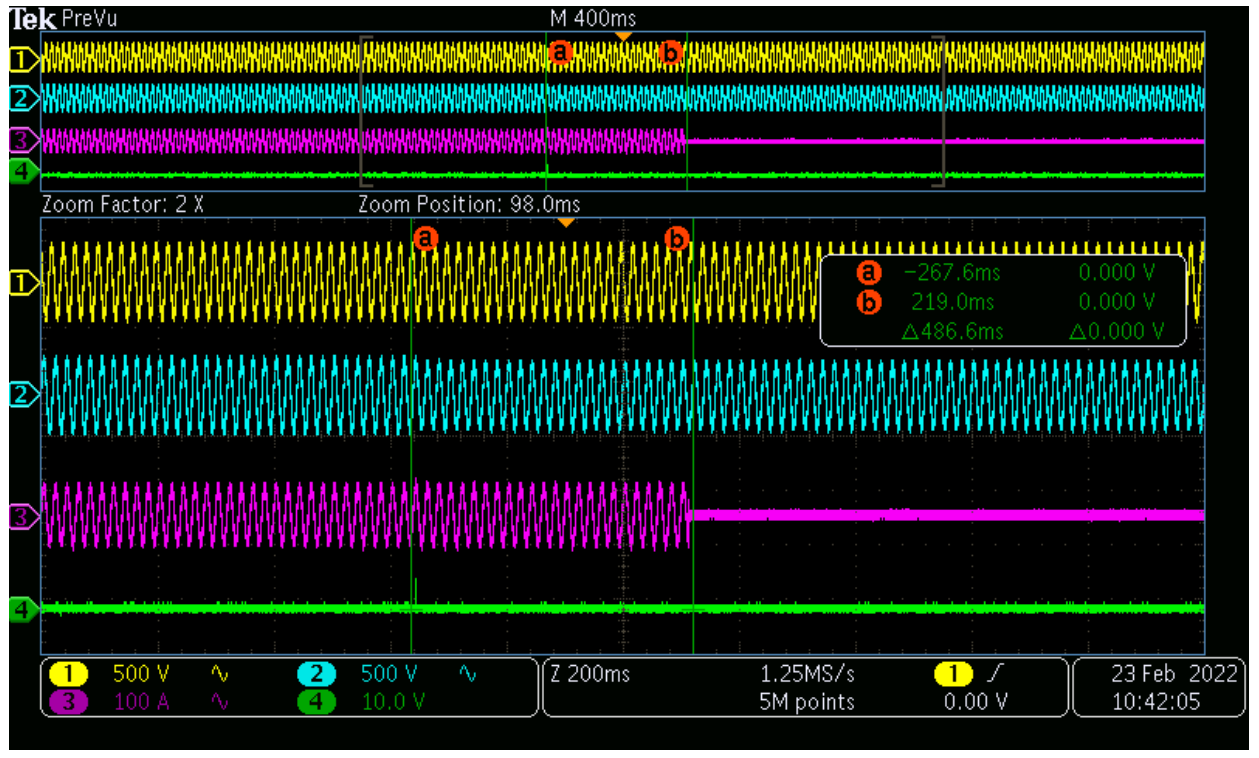 Tek PreVu M 400ms
a b
1
2
3
4
Zoom Factor: 2 X Zoom Position: 98.0ms
a b
1
a -267.6ms 0.000 V
b 219.0ms 0.000 V
△486.6ms △0.000 V
2
3
4
1 500 V 2 500 V Z 200ms 1.25MS/s 1 23 Feb 2022
3 100 A 4 10.0 V 5M points 0.00 V 10:42:05